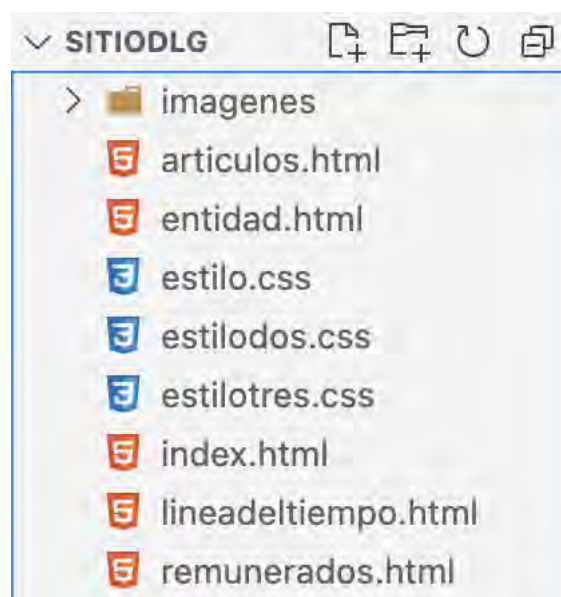 SITIODLG
imagenes
articulos.html
entidad.html
estilo.css
estilodos.css
estilotres.css
index.html
lineadeltiempo.html
remunerados.html